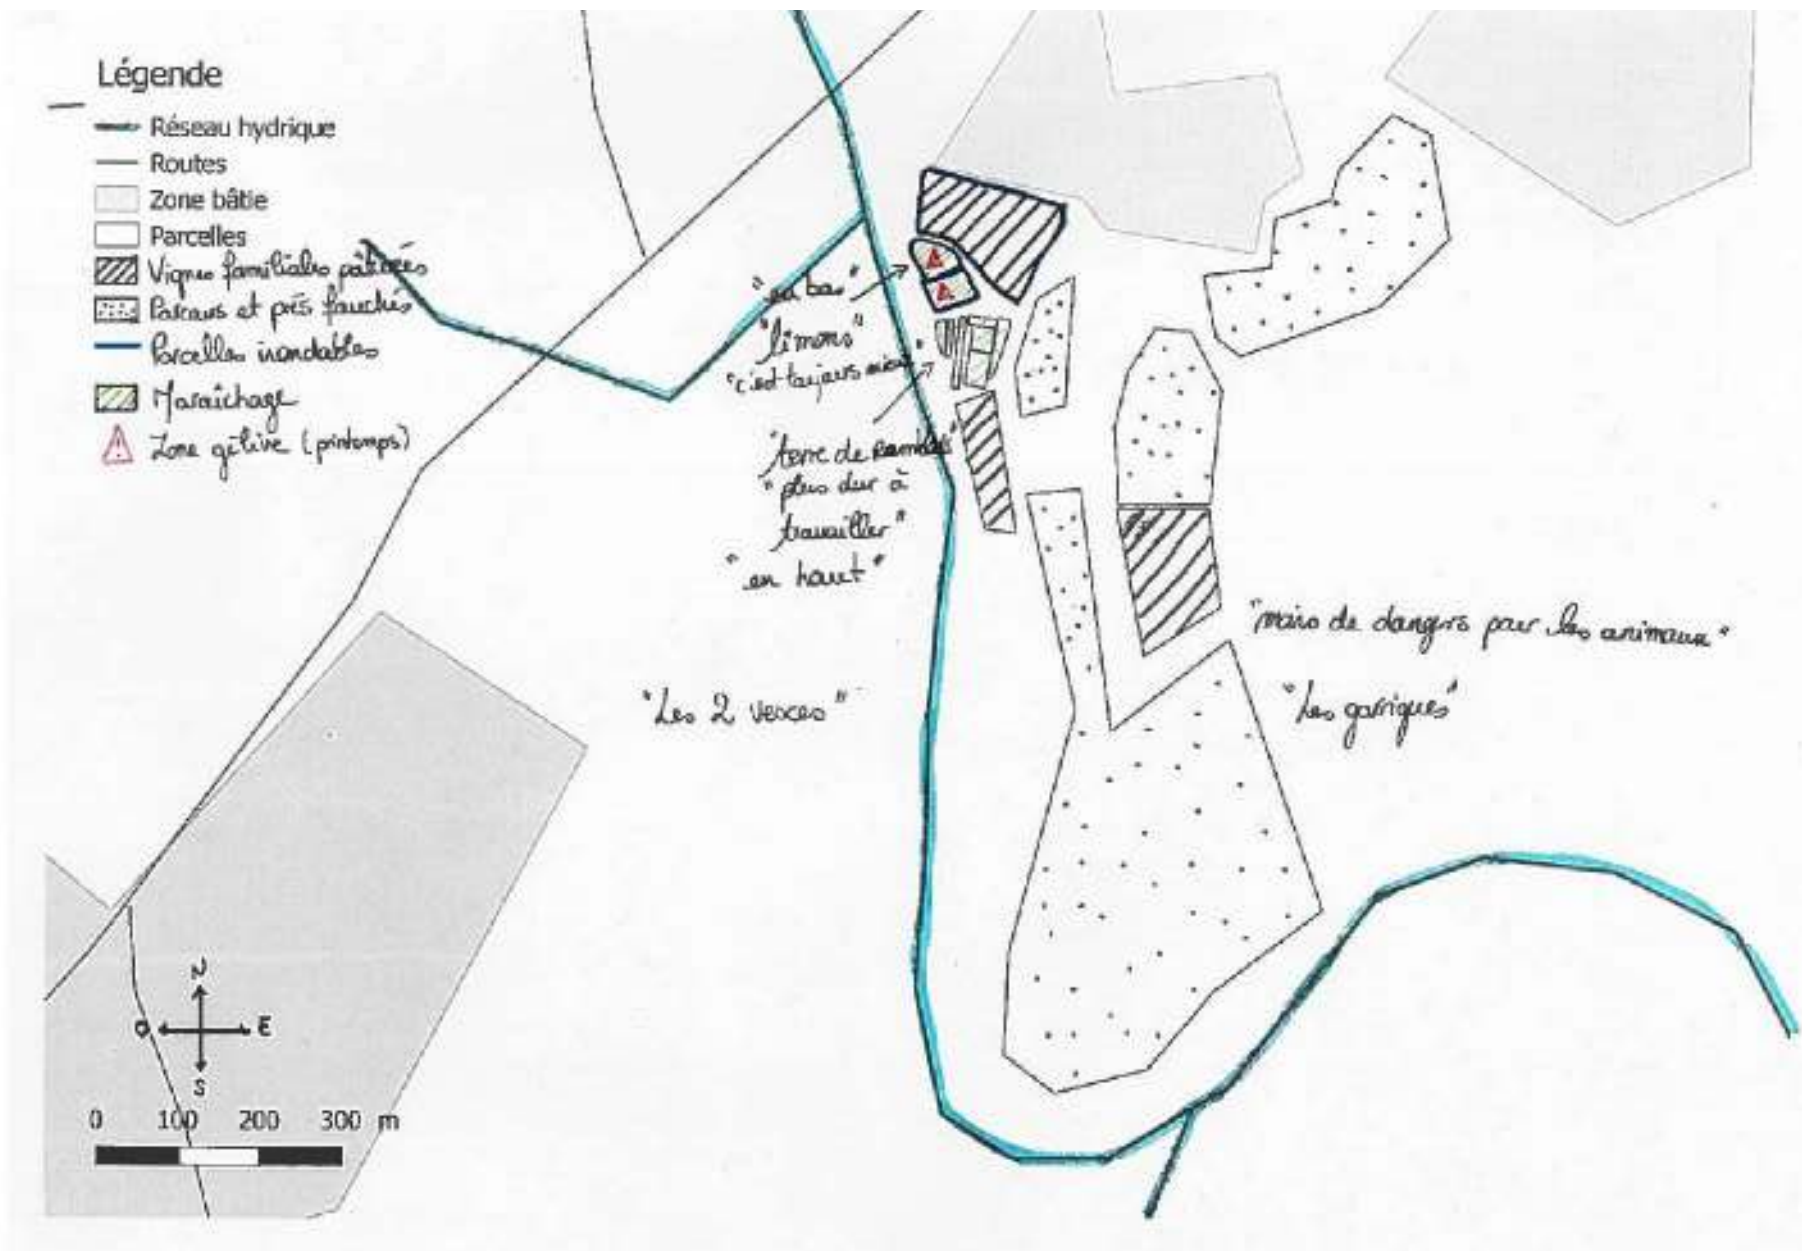 Légende
Réseau hydrique
Routes
Zone bâtie
Parcelles
Vignes familiales pâturées
Parcours et prés fauchés
Parcelles inondables
Maraîchage
Zone gélive (printemps)
"en bas"
"limons"
"c'est toujours mieux"
"terre de rambles"
"plus dur à
travailler"
"en haut"
"mais de dangers pour les animaux"
"Les 2 vesces"
"Les garrigues"
N
O E
S
0 100 200 300 m